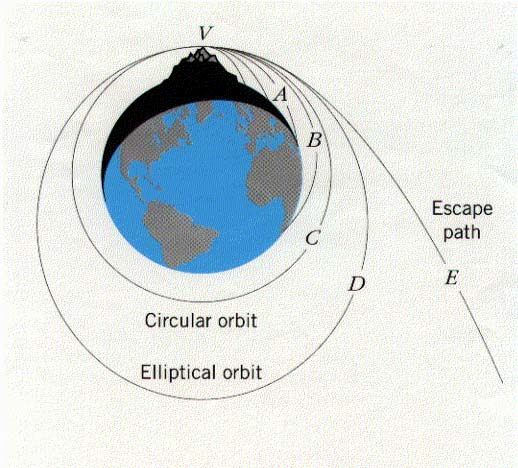 V
A
B
Escape
path
C
E
D
Circular orbit
Elliptical orbit